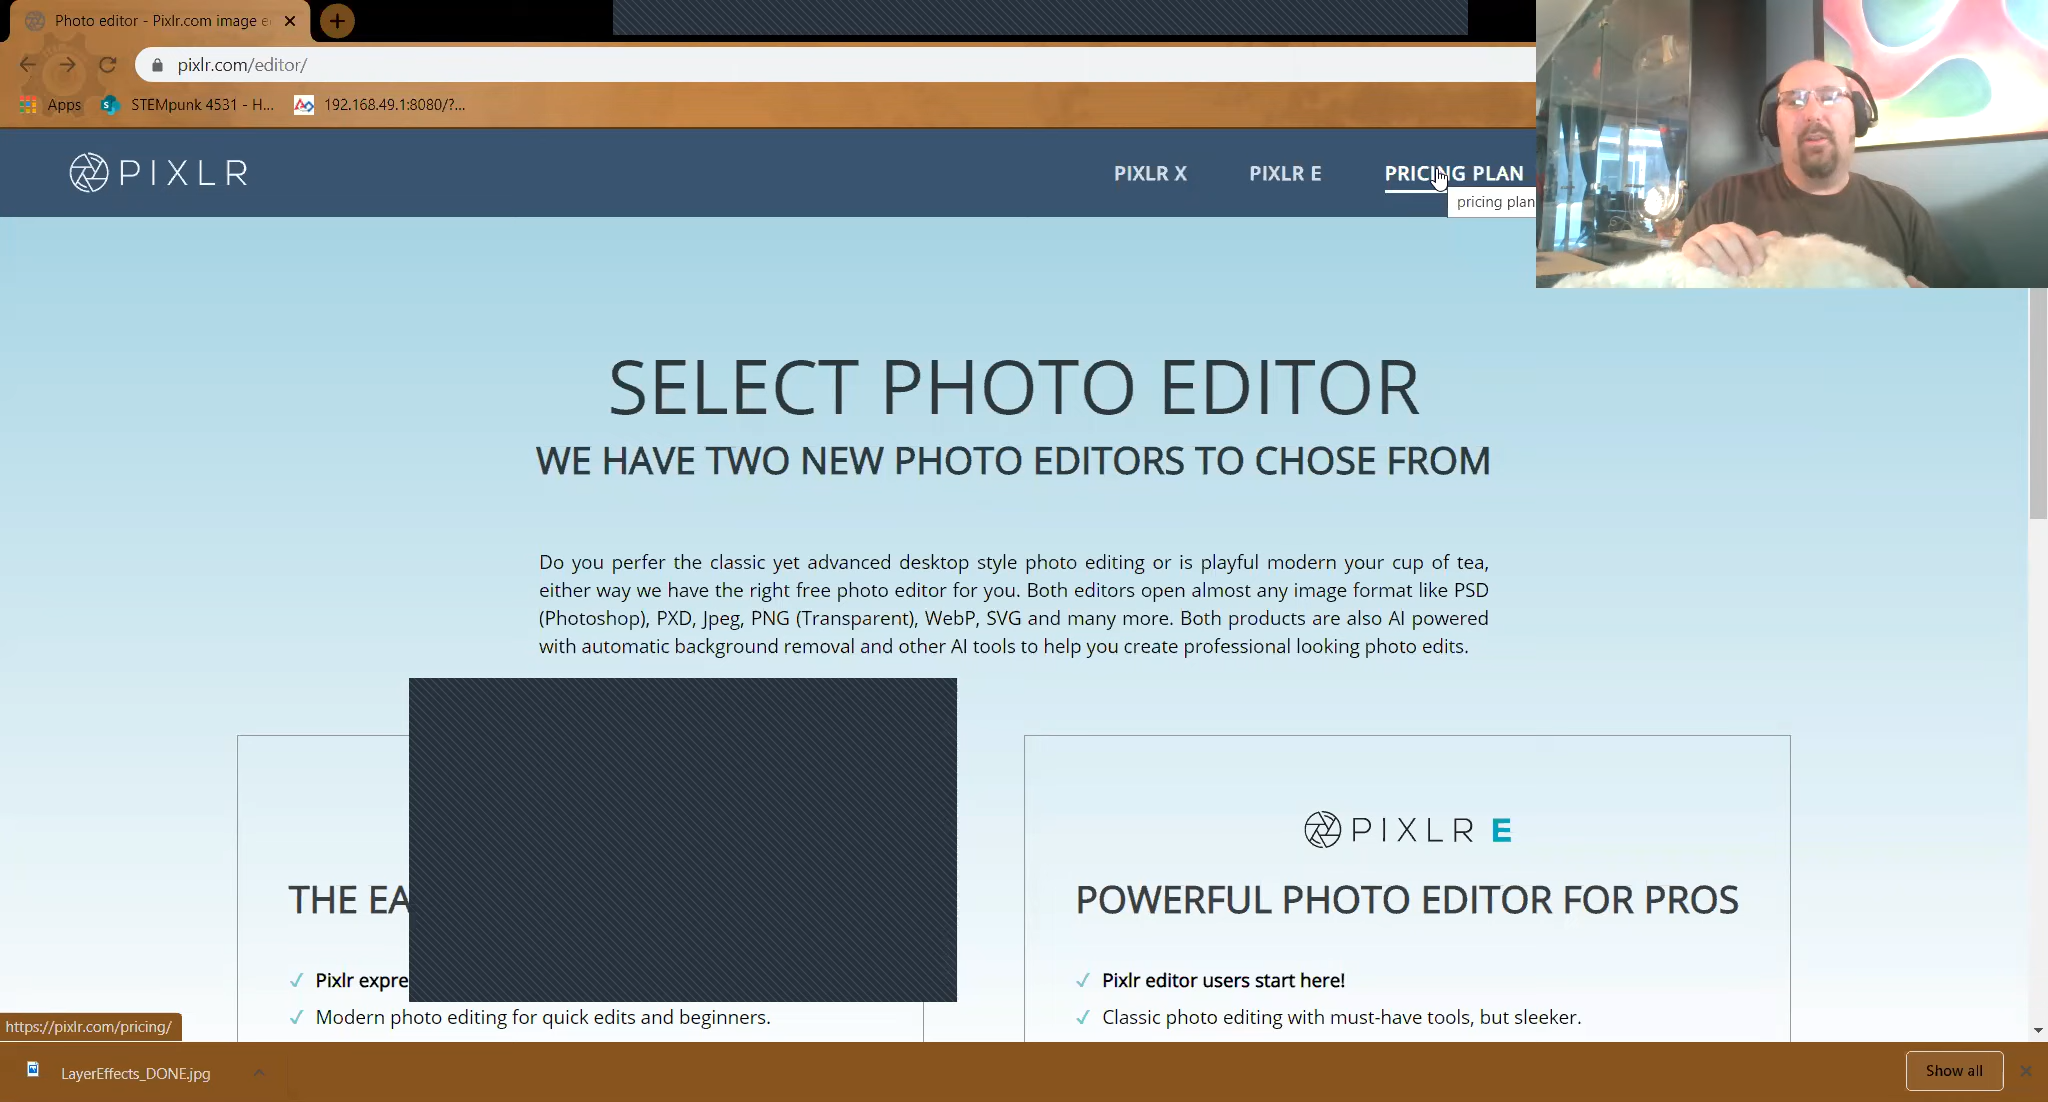 Photo editor - Pixlr.com image e
pixlr.com/editor/
Apps
STEMpunk 4531 - H...
192.168.49.1:8080/?...
PIXLR
PIXLR X
PIXLR E
PRICING PLAN
pricing plan
SELECT PHOTO EDITOR
WE HAVE TWO NEW PHOTO EDITORS TO CHOSE FROM
Do you perfer the classic yet advanced desktop style photo editing or is playful modern your cup of tea,
either way we have the right free photo editor for you. Both editors open almost any image format like PSD
(Photoshop), PXD, Jpeg, PNG (Transparent), WebP, SVG and many more. Both products are also AI powered
with automatic background removal and other AI tools to help you create professional looking photo edits.
THE EA
✓ Pixlr expre
✓ Modern photo editing for quick edits and beginners.
PIXLR E
POWERFUL PHOTO EDITOR FOR PROS
✓ Pixlr editor users start here!
✓ Classic photo editing with must-have tools, but sleeker.
https://pixlr.com/pricing/
LayerEffects_DONE.jpg
Show all